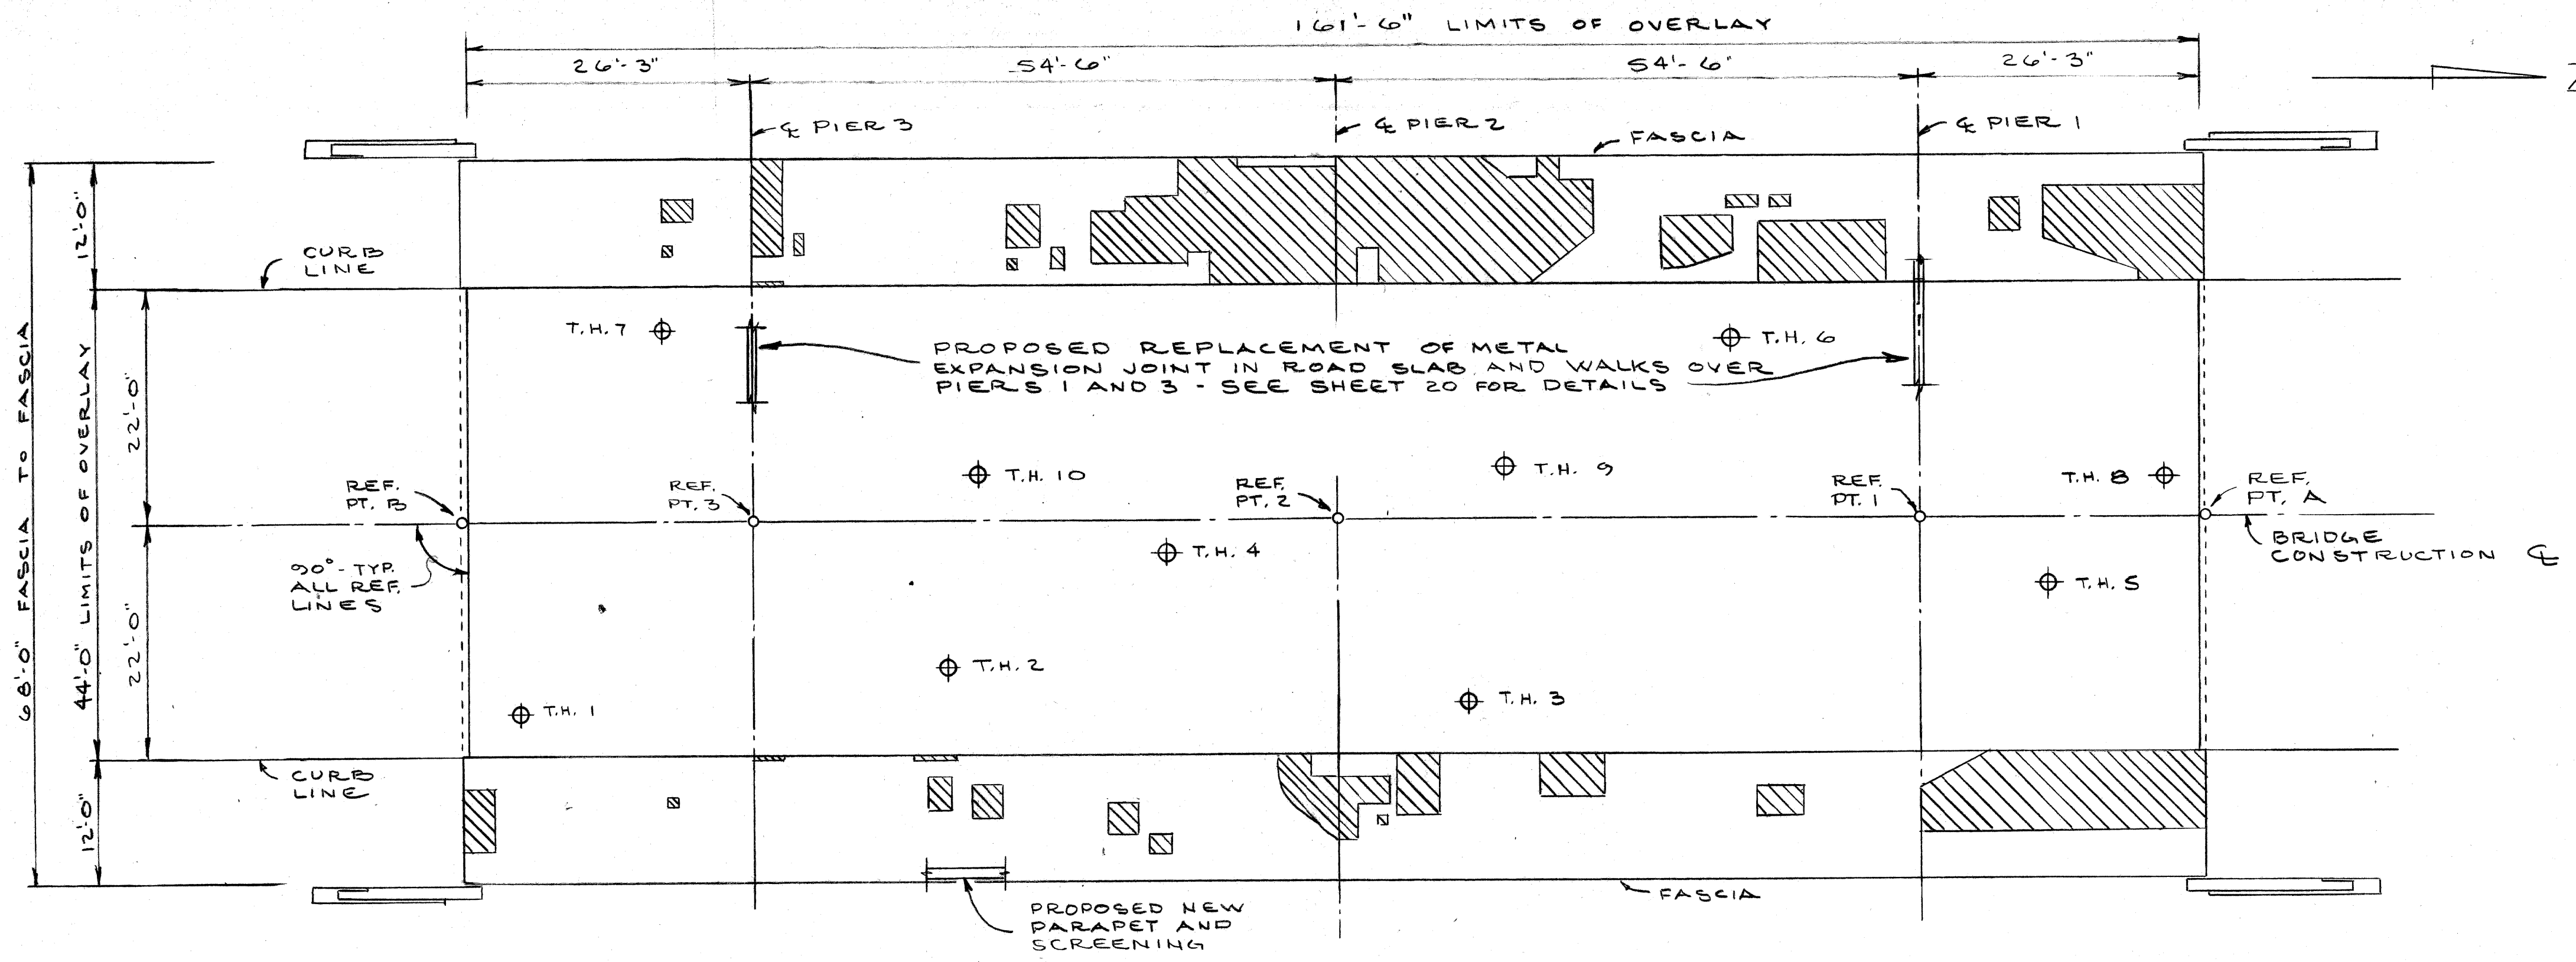 161'-6" LIMITS OF OVERLAY
26'-3"
54'-6"
54'-6"
26'-3"
℄ PIER 3
℄ PIER 2
℄ PIER 1
FASCIA
12'-0"
CURB
LINE
T.H. 7
T.H. 6
PROPOSED REPLACEMENT OF METAL
EXPANSION JOINT IN ROAD SLAB AND WALKS OVER
PIERS 1 AND 3 - SEE SHEET 20 FOR DETAILS
68'-0" FASCIA TO FASCIA
44'-0" LIMITS OF OVERLAY
22'-0"
REF.
PT. B
REF.
PT. 3
T.H. 10
REF.
PT. 2
T.H. 9
REF.
PT. 1
T.H. 8
REF.
PT. A
BRIDGE
CONSTRUCTION ℄
90° - TYP.
ALL REF.
LINES
T.H. 4
T.H. 5
22'-0"
T.H. 2
T.H. 1
T.H. 3
CURB
LINE
12'-0"
FASCIA
PROPOSED NEW
PARAPET AND
SCREENING